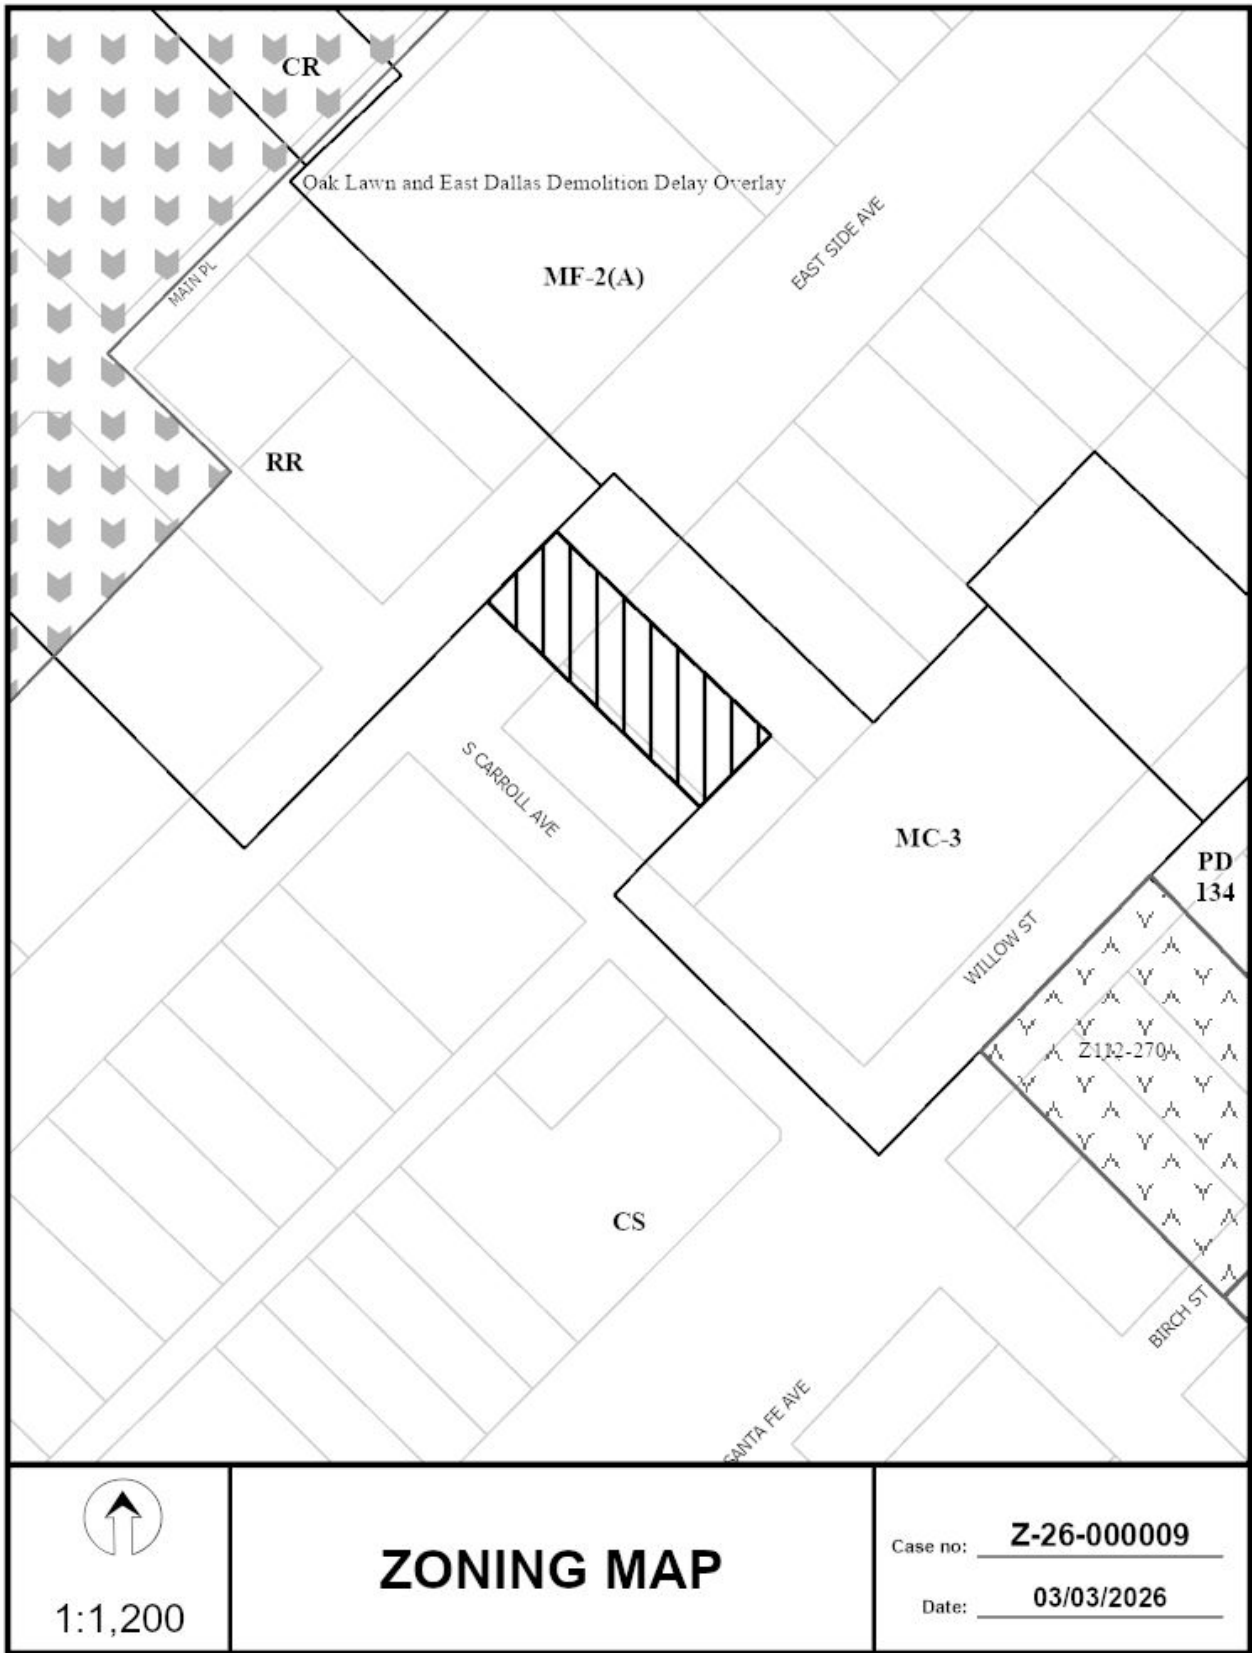 CR
Oak Lawn and East Dallas Demolition Delay Overlay
EAST SIDE AVE
MAIN PL
MF-2(A)
RR
S CARROLL AVE
MC-3
PD
134
WILLOW ST
Z112-270
CS
BIRCH ST
SANTA FE AVE
1:1,200
ZONING MAP
Case no: Z-26-000009
Date: 03/03/2026